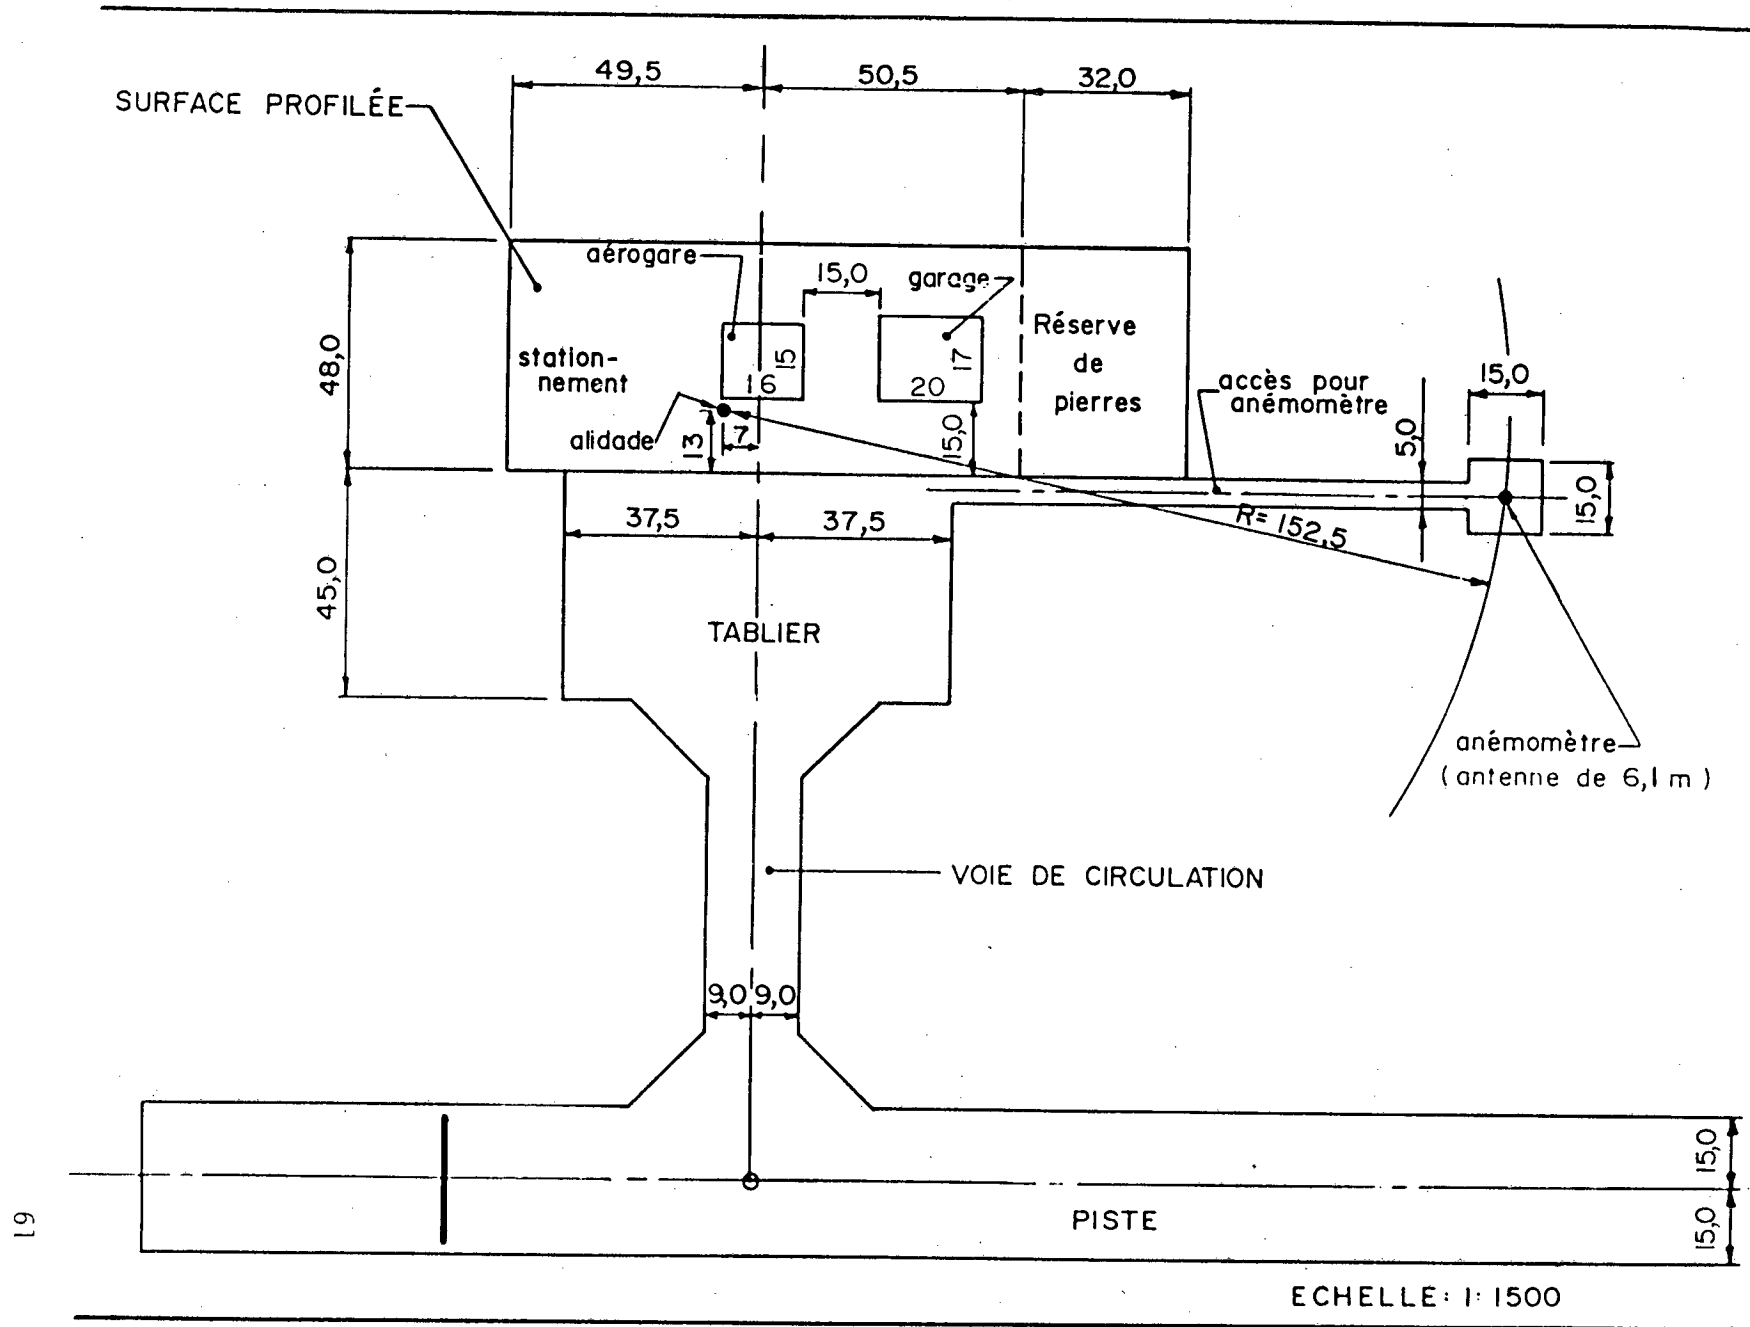 49,5
50,5
32,0
SURFACE PROFILÉE
aérogare
15,0
garage
Réserve
de
pierres
station-
nement
15
16
17
20
48,0
accès pour
anémomètre
15,0
alidade
13
7
15,0
5,0
15,0
37,5
37,5
R= 152,5
45,0
TABLIER
anémomètre
(antenne de 6,1 m)
VOIE DE CIRCULATION
9,0
9,0
15,0
PISTE
15,0
61
ECHELLE: 1:1500